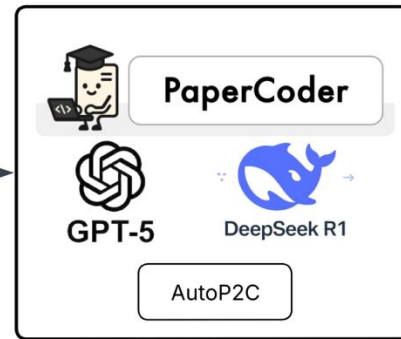 </>
PaperCoder
GPT-5
DeepSeek R1
AutoP2C